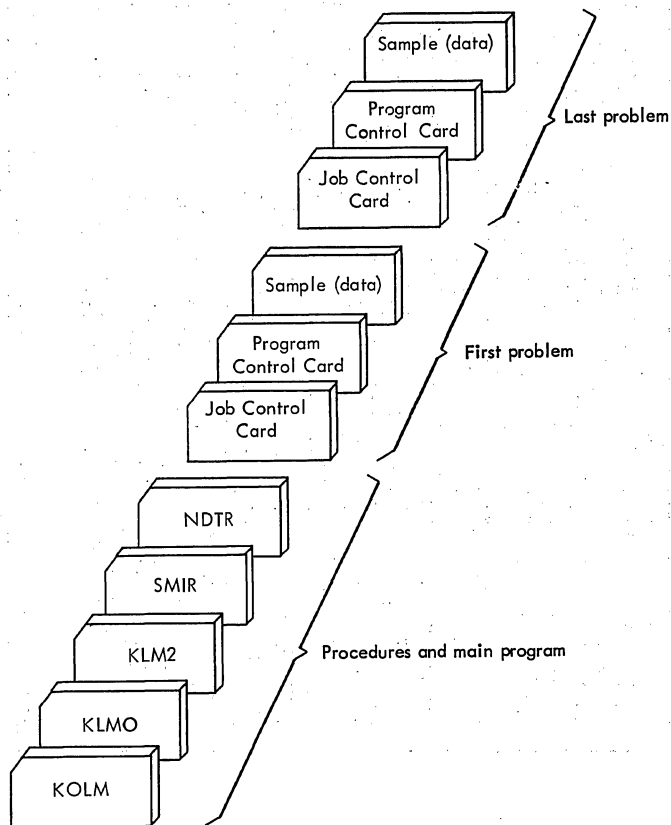 Sample (data)
Program
Control Card
Last problem
Job Control
Card
Sample (data)
Program
Control Card
First problem
Job Control
Card
NDTR
SMIR
KLM2
Procedures and main program
KLMO
KOLM